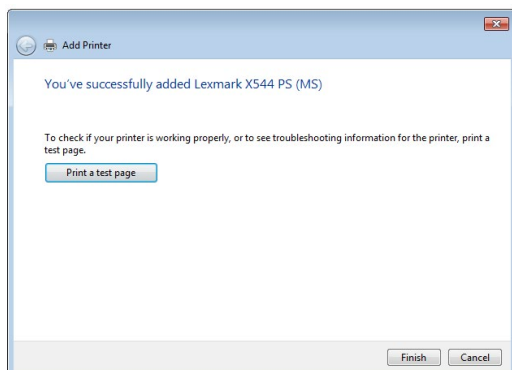 Add Printer
You've successfully added Lexmark X544 PS (MS)
To check if your printer is working properly, or to see troubleshooting information for the printer, print a
test page.
Print a test page
Finish Cancel